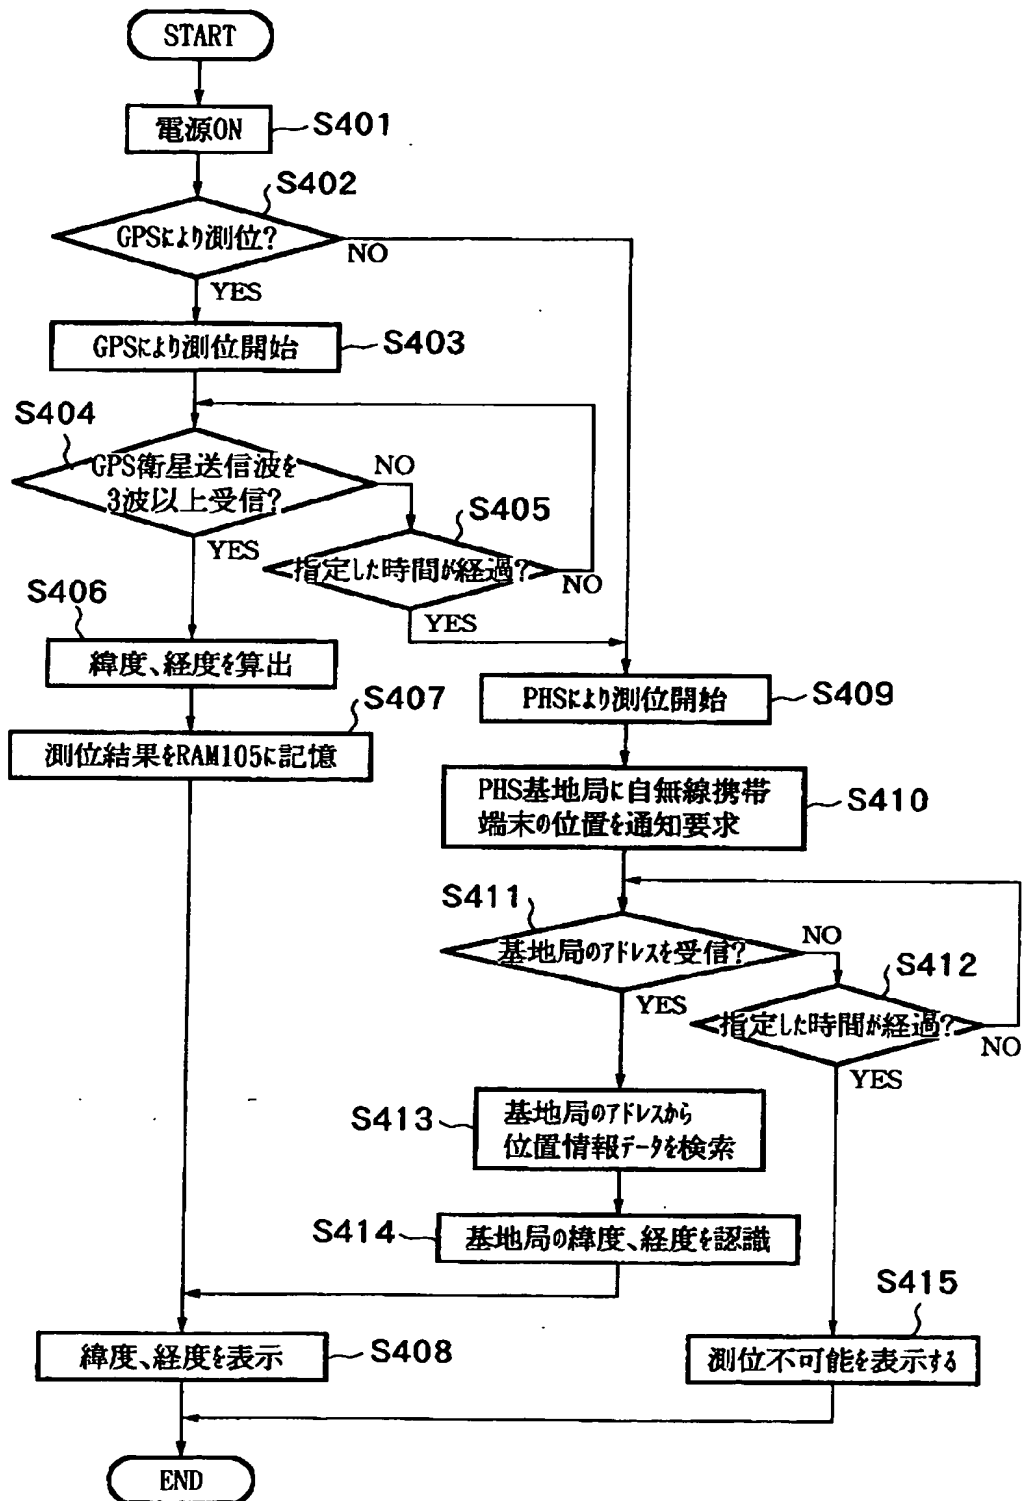 START
電源ON
S401
S402
GPSにより測位?
NO
YES
GPSにより測位開始
S403
S404
GPS衛星送信波を
3波以上受信?
NO
YES
S405
指定した時間が経過?
NO
YES
S406
緯度、経度を算出
S407
測位結果をRAM105に記憶
PHSにより測位開始
S409
PHS基地局に自無線携帯
端末の位置を通知要求
S410
S411
基地局のアドレスを受信?
NO
YES
S412
指定した時間が経過?
NO
YES
S413
基地局のアドレスから
位置情報データを検索
S414
基地局の緯度、経度を認識
S415
緯度、経度を表示
S408
測位不可能を表示する
END